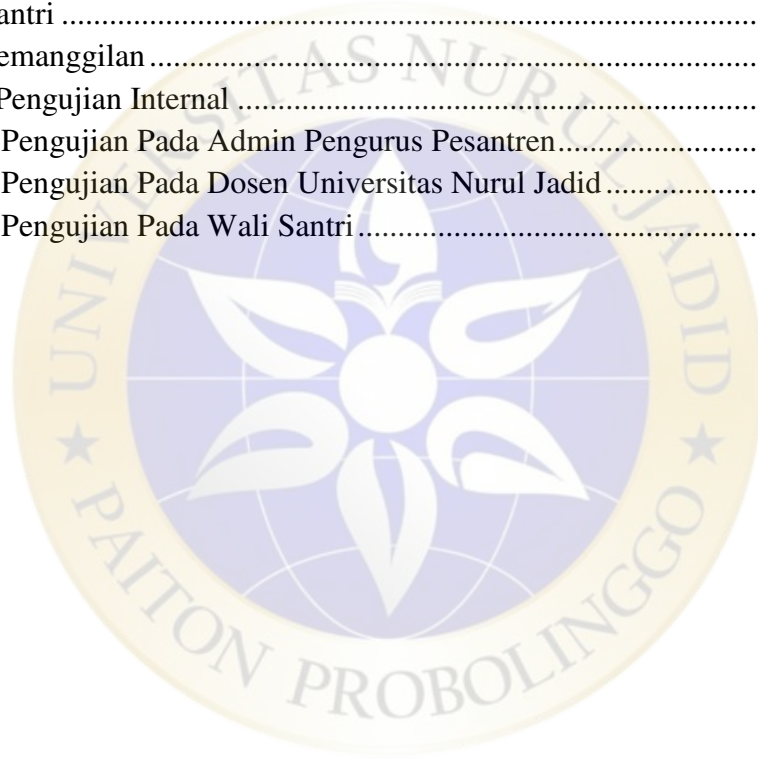 antri ....................................................................................................
emanggilan.........................................................................................
Pengujian Internal ............................................................................
Pengujian Pada Admin Pengurus Pesantren.............................
Pengujian Pada Dosen Universitas Nurul Jadid......................
Pengujian Pada Wali Santri..........................................................
UNIVERSITAS NURUL JADID
★ PAITON PROBOLINGGO ★